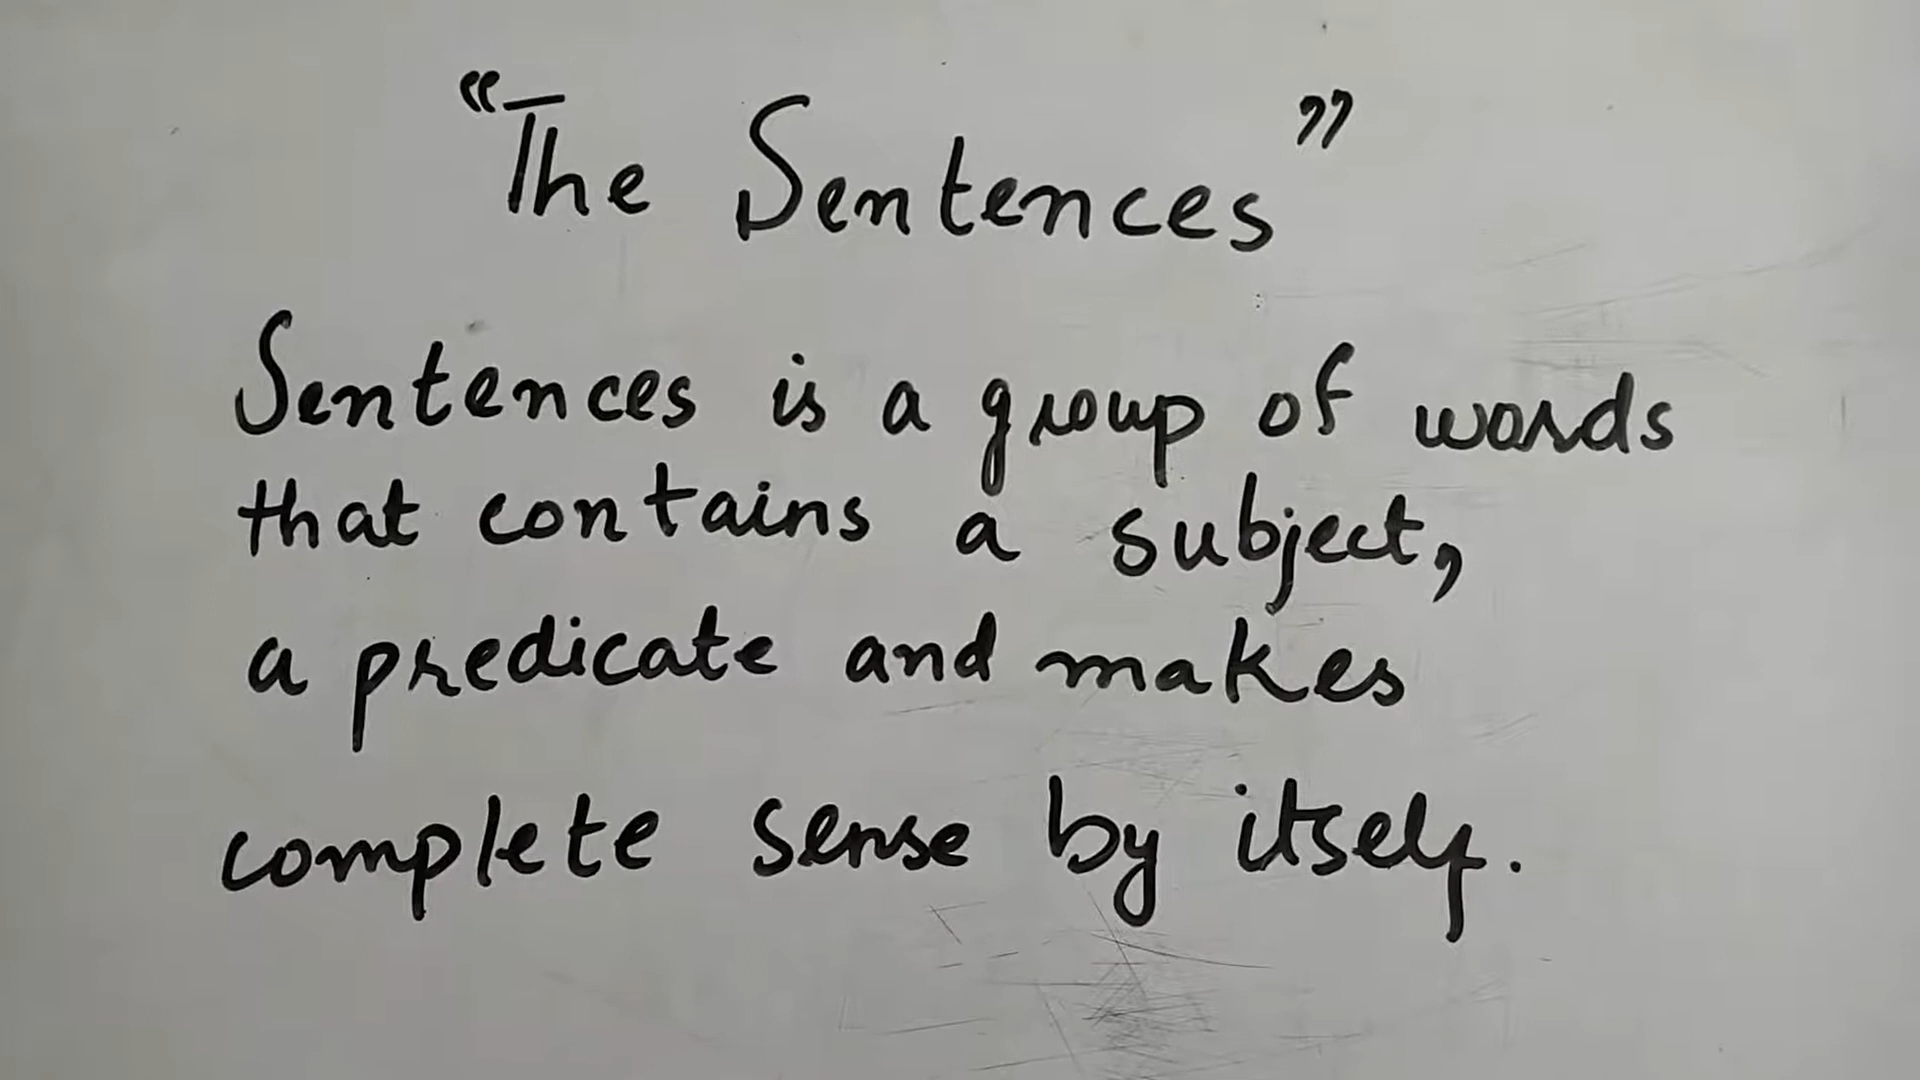 “The Sentences”
Sentences is a group of words
that contains a subject,
a predicate and makes
complete sense by itself.